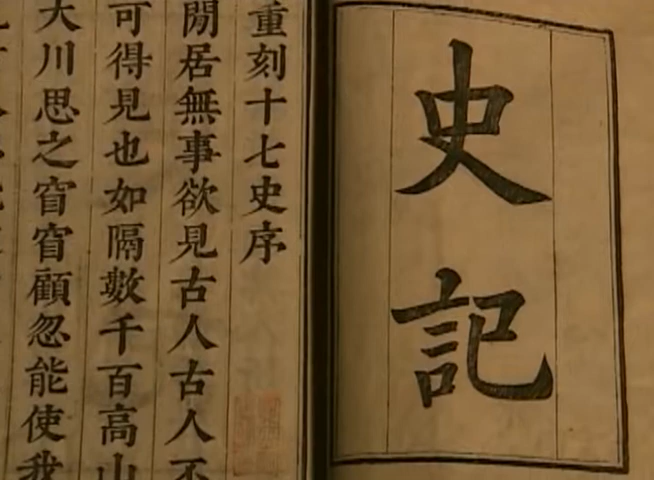 史記
重刻十七史序
閒居無事欲見古人古人不
可得見也如隔數千百高山
大川思之窅窅顧忽能使我